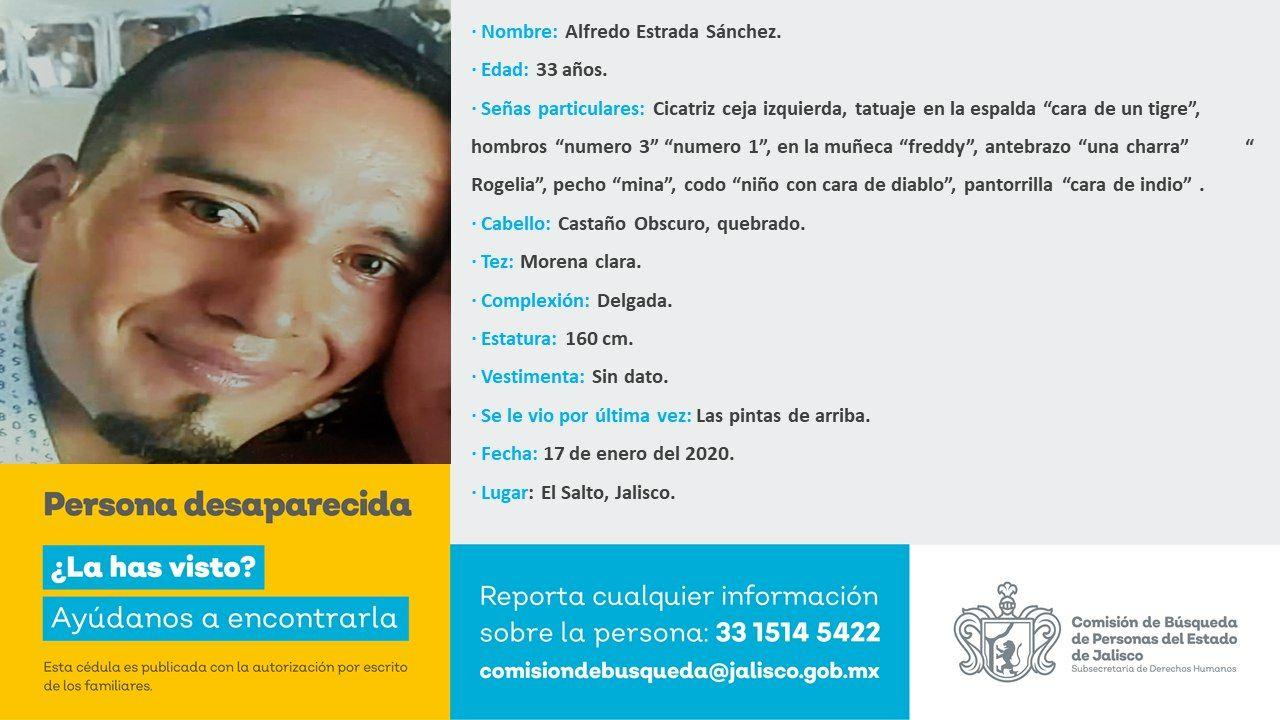 · Nombre: Alfredo Estrada Sánchez.
· Edad: 33 años.
· Señas particulares: Cicatriz ceja izquierda, tatuaje en la espalda “cara de un tigre”,
hombros “numero 3” “numero 1”, en la muñeca “freddy”, antebrazo “una charra” “
Rogelia”, pecho “mina”, codo “niño con cara de diablo”, pantorrilla “cara de indio” .
· Cabello: Castaño Obscuro, quebrado.
· Tez: Morena clara.
· Complexión: Delgada.
· Estatura: 160 cm.
· Vestimenta: Sin dato.
· Se le vio por última vez: Las pintas de arriba.
· Fecha: 17 de enero del 2020.
· Lugar: El Salto, Jalisco.
Persona desaparecida
¿La has visto?
Ayúdanos a encontrarla
Esta cédula es publicada con la autorización por escrito
de los familiares.
Reporta cualquier información
sobre la persona: 33 1514 5422
comisiondebusqueda@jalisco.gob.mx
Comisión de Búsqueda
de Personas del Estado
de Jalisco
Subsecretaría de Derechos Humanos